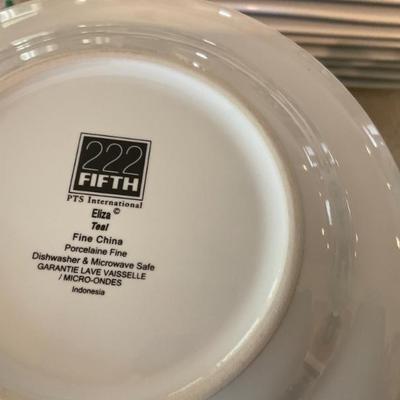 222
FIFTH
PTS International
Eliza ©
Teal
Fine China
Porcelaine Fine
Dishwasher & Microwave Safe
GARANTIE LAVE VAISSELLE
/ MICRO-ONDES
Indonesia